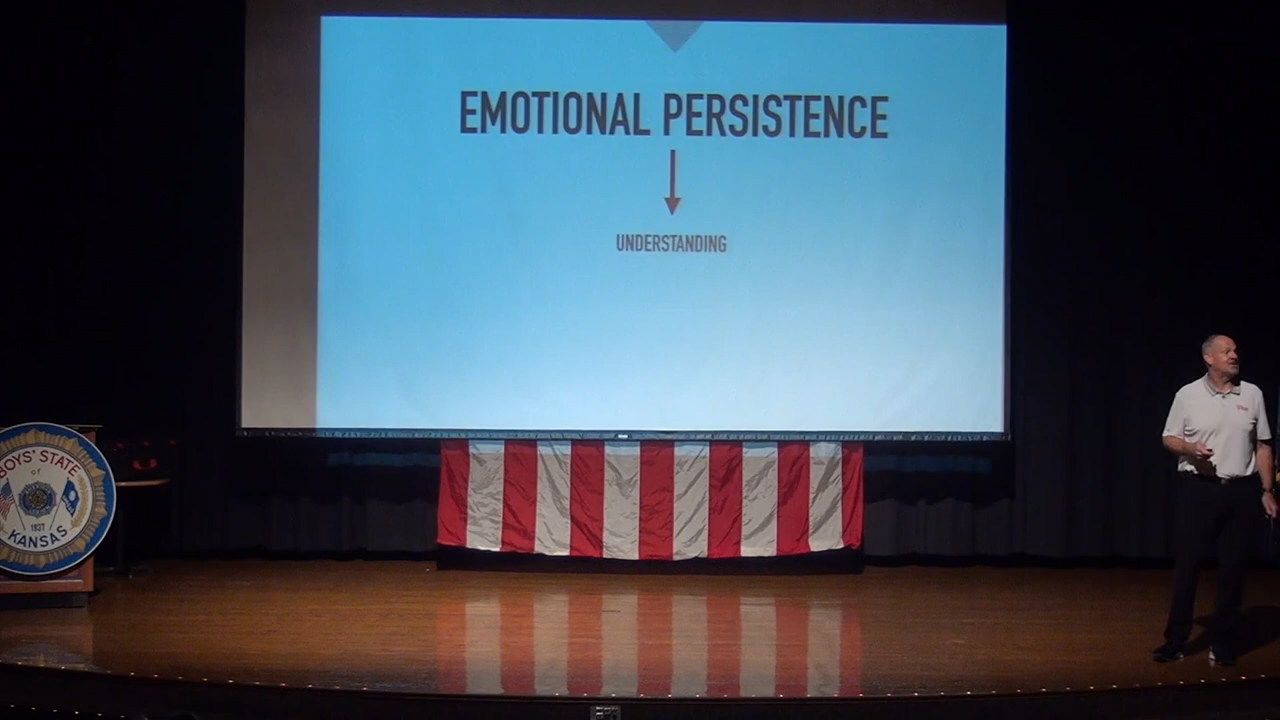 EMOTIONAL PERSISTENCE
UNDERSTANDING
BOYS' STATE
of
1937
KANSAS